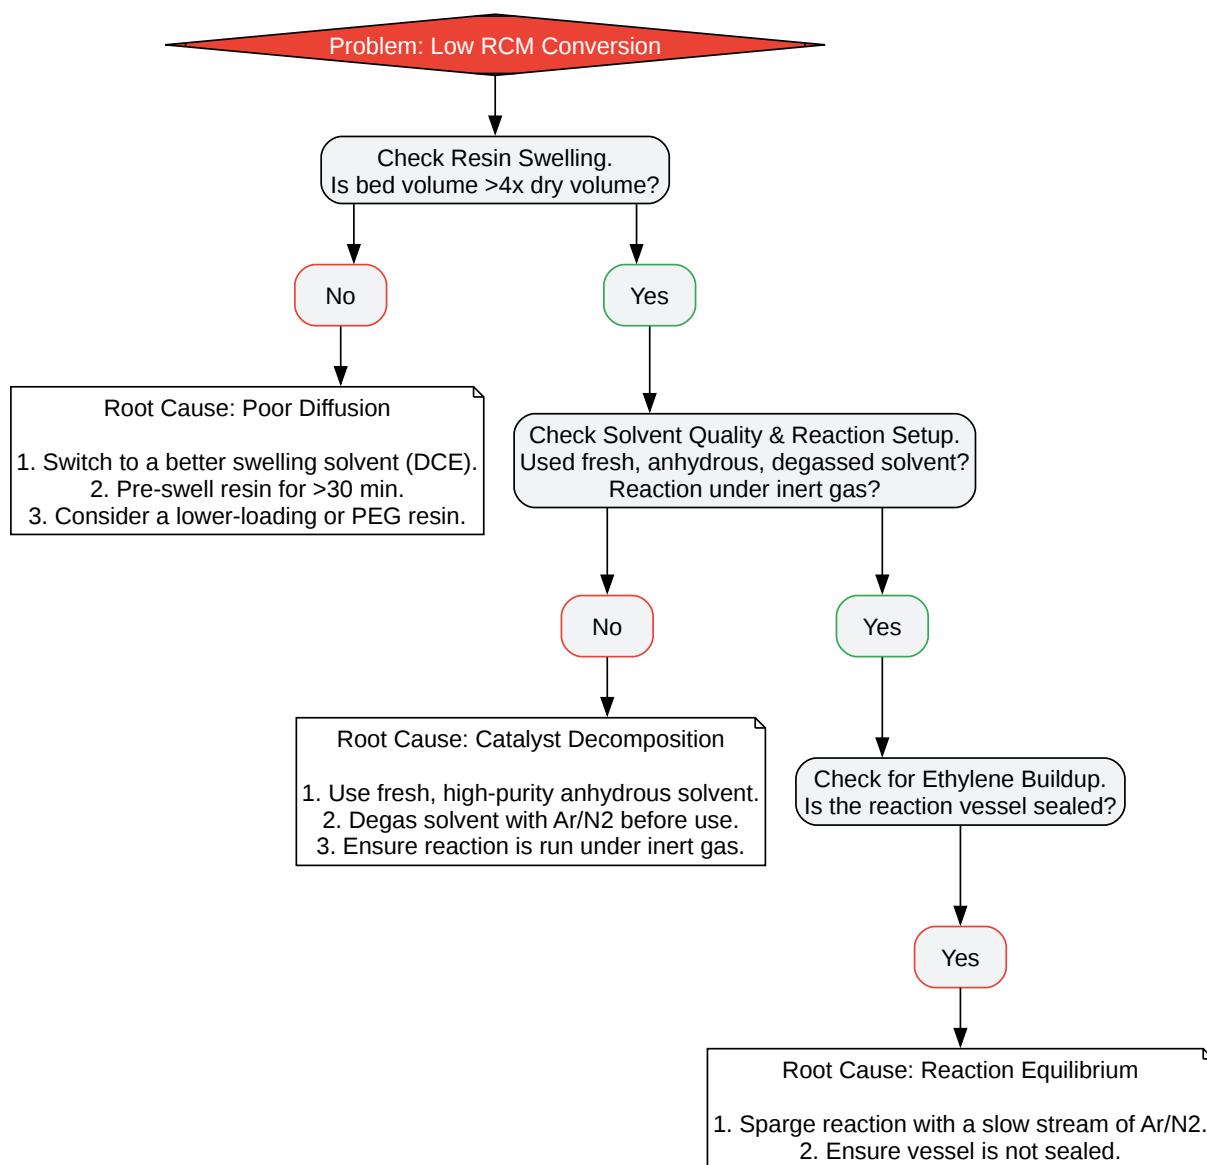 Problem: Low RCM Conversion
Check Resin Swelling.
Is bed volume >4x dry volume?
No
Yes
Root Cause: Poor Diffusion
1. Switch to a better swelling solvent (DCE).
2. Pre-swell resin for >30 min.
3. Consider a lower-loading or PEG resin.
Check Solvent Quality & Reaction Setup.
Used fresh, anhydrous, degassed solvent?
Reaction under inert gas?
No
Yes
Root Cause: Catalyst Decomposition
1. Use fresh, high-purity anhydrous solvent.
2. Degas solvent with Ar/N2 before use.
3. Ensure reaction is run under inert gas.
Check for Ethylene Buildup.
Is the reaction vessel sealed?
Yes
Root Cause: Reaction Equilibrium
1. Sparge reaction with a slow stream of Ar/N2.
2. Ensure vessel is not sealed.